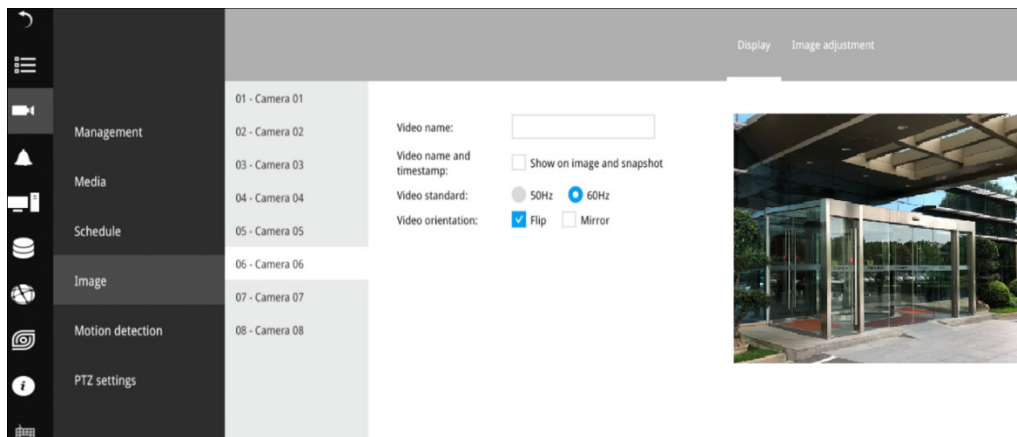 Display Image adjustment
Management
Media
Schedule
Image
Motion detection
PTZ settings
01 - Camera 01
02 - Camera 02
03 - Camera 03
04 - Camera 04
05 - Camera 05
06 - Camera 06
07 - Camera 07
08 - Camera 08
Video name:
Video name and
timestamp:
Show on image and snapshot
Video standard: 50Hz 60Hz
Video orientation: Flip Mirror